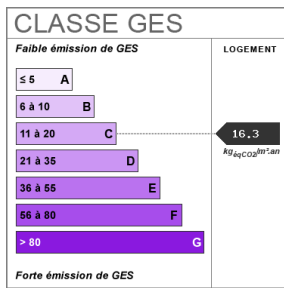 CLASSE GES
Faible émission de GES
LOGEMENT
≤ 5 A
6 à 10 B
11 à 20 C
16.3
kgéqCO2/m².an
21 à 35 D
36 à 55 E
56 à 80 F
> 80 G
Forte émission de GES